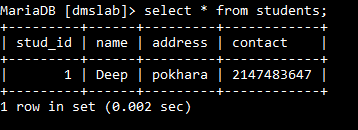 MariaDB [dmslab]> select * from students;
+---------+------+---------+------------+
| stud_id | name | address | contact    |
+---------+------+---------+------------+
|       1 | Deep | pokhara | 2147483647 |
+---------+------+---------+------------+
1 row in set (0.002 sec)